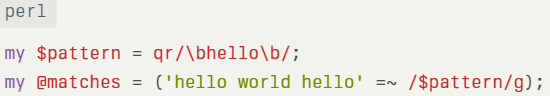 perl
my $pattern = qr/\bhello\b/;
my @matches = ('hello world hello' =~ /$pattern/g);